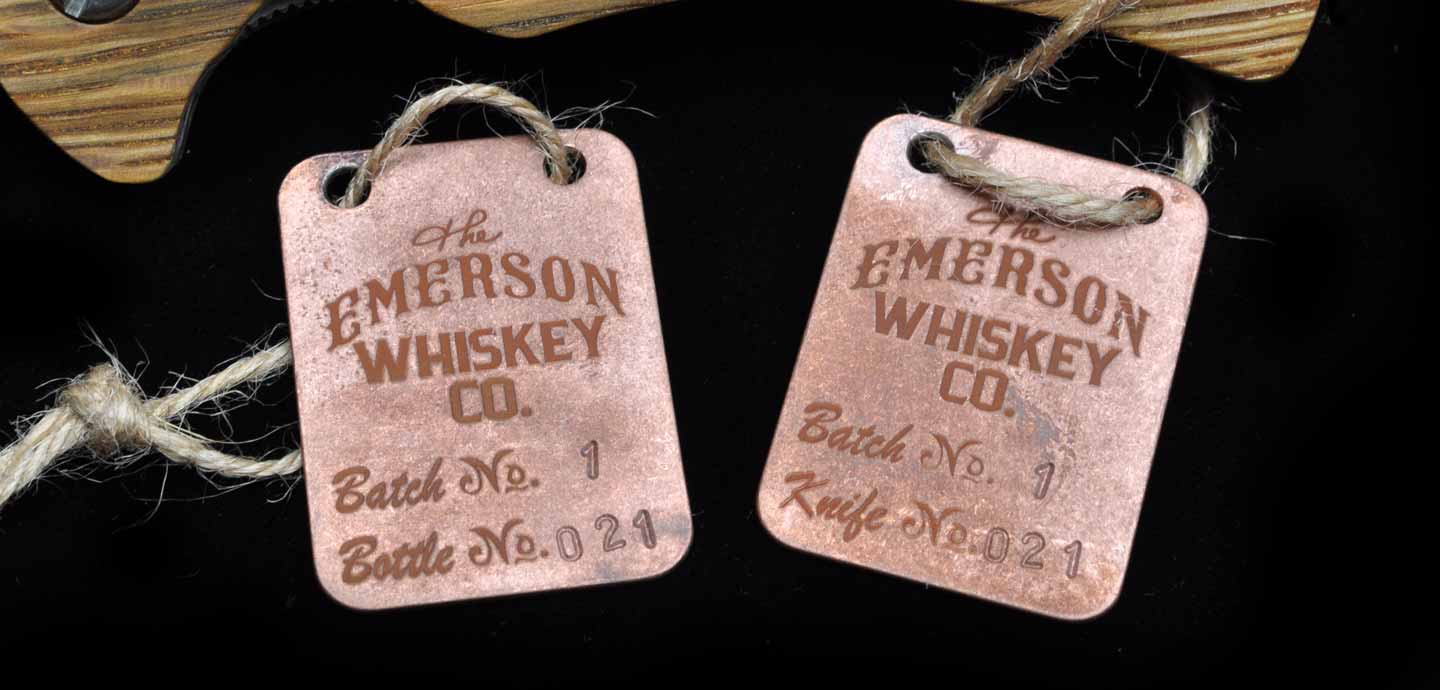 The
EMERSON
WHISKEY
CO.
Batch No. 1
Bottle No. 021
The
EMERSON
WHISKEY
CO.
Batch No. 1
Knife No. 021